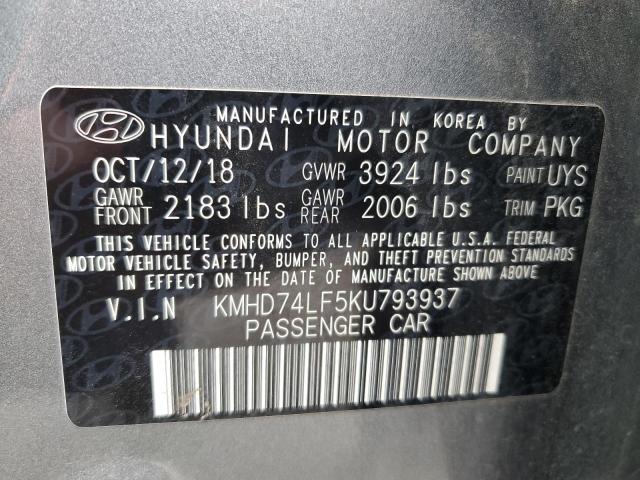 MANUFACTURED IN KOREA BY
HYUNDAI MOTOR COMPANY
OCT/12/18 GVWR 3924 lbs PAINT UYS
GAWR FRONT 2183 lbs GAWR REAR 2006 lbs TRIM PKG
THIS VEHICLE CONFORMS TO ALL APPLICABLE U.S.A. FEDERAL
MOTOR VEHICLE SAFETY, BUMPER, AND THEFT PREVENTION STANDARDS
IN EFFECT ON THE DATE OF MANUFACTURE SHOWN ABOVE.
V.I.N KMHD74LF5KU793937
PASSENGER CAR